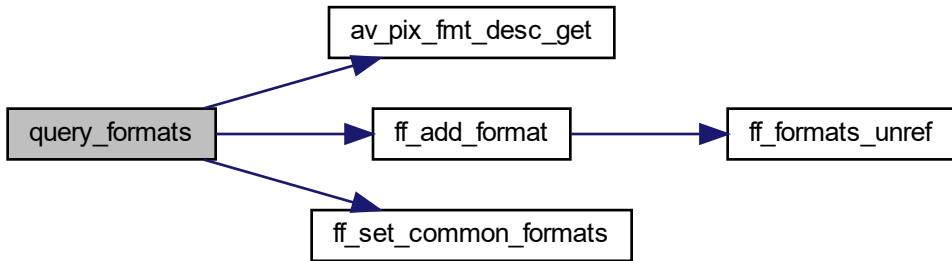 av_pix_fmt_desc_get
query_formats
ff_add_format
ff_formats_unref
ff_set_common_formats